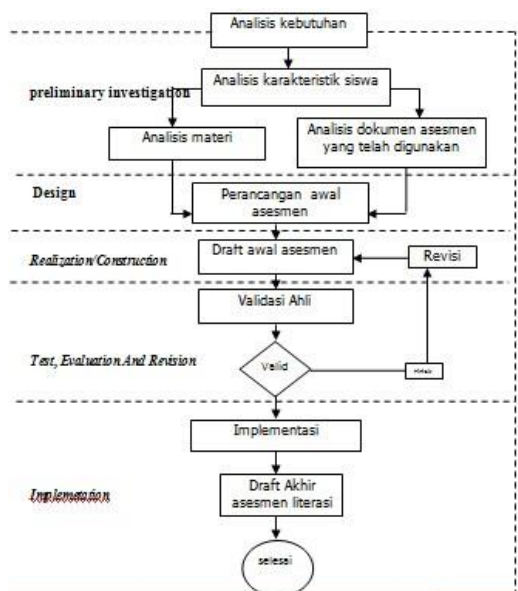 Analisis kebutuhan
Analisis karakteristik siswa
preliminary investigation
Analisis materi
Analisis dokumen asesmen
yang telah digunakan
Design
Perancangan awal
asesmen
Realization/Construction
Draft awal asesmen
Revisi
Validasi Ahli
Test, Evaluation And Revision
Valid
Implementasi
Implemetation
Draft Akhir
asesmen literasi
selesai